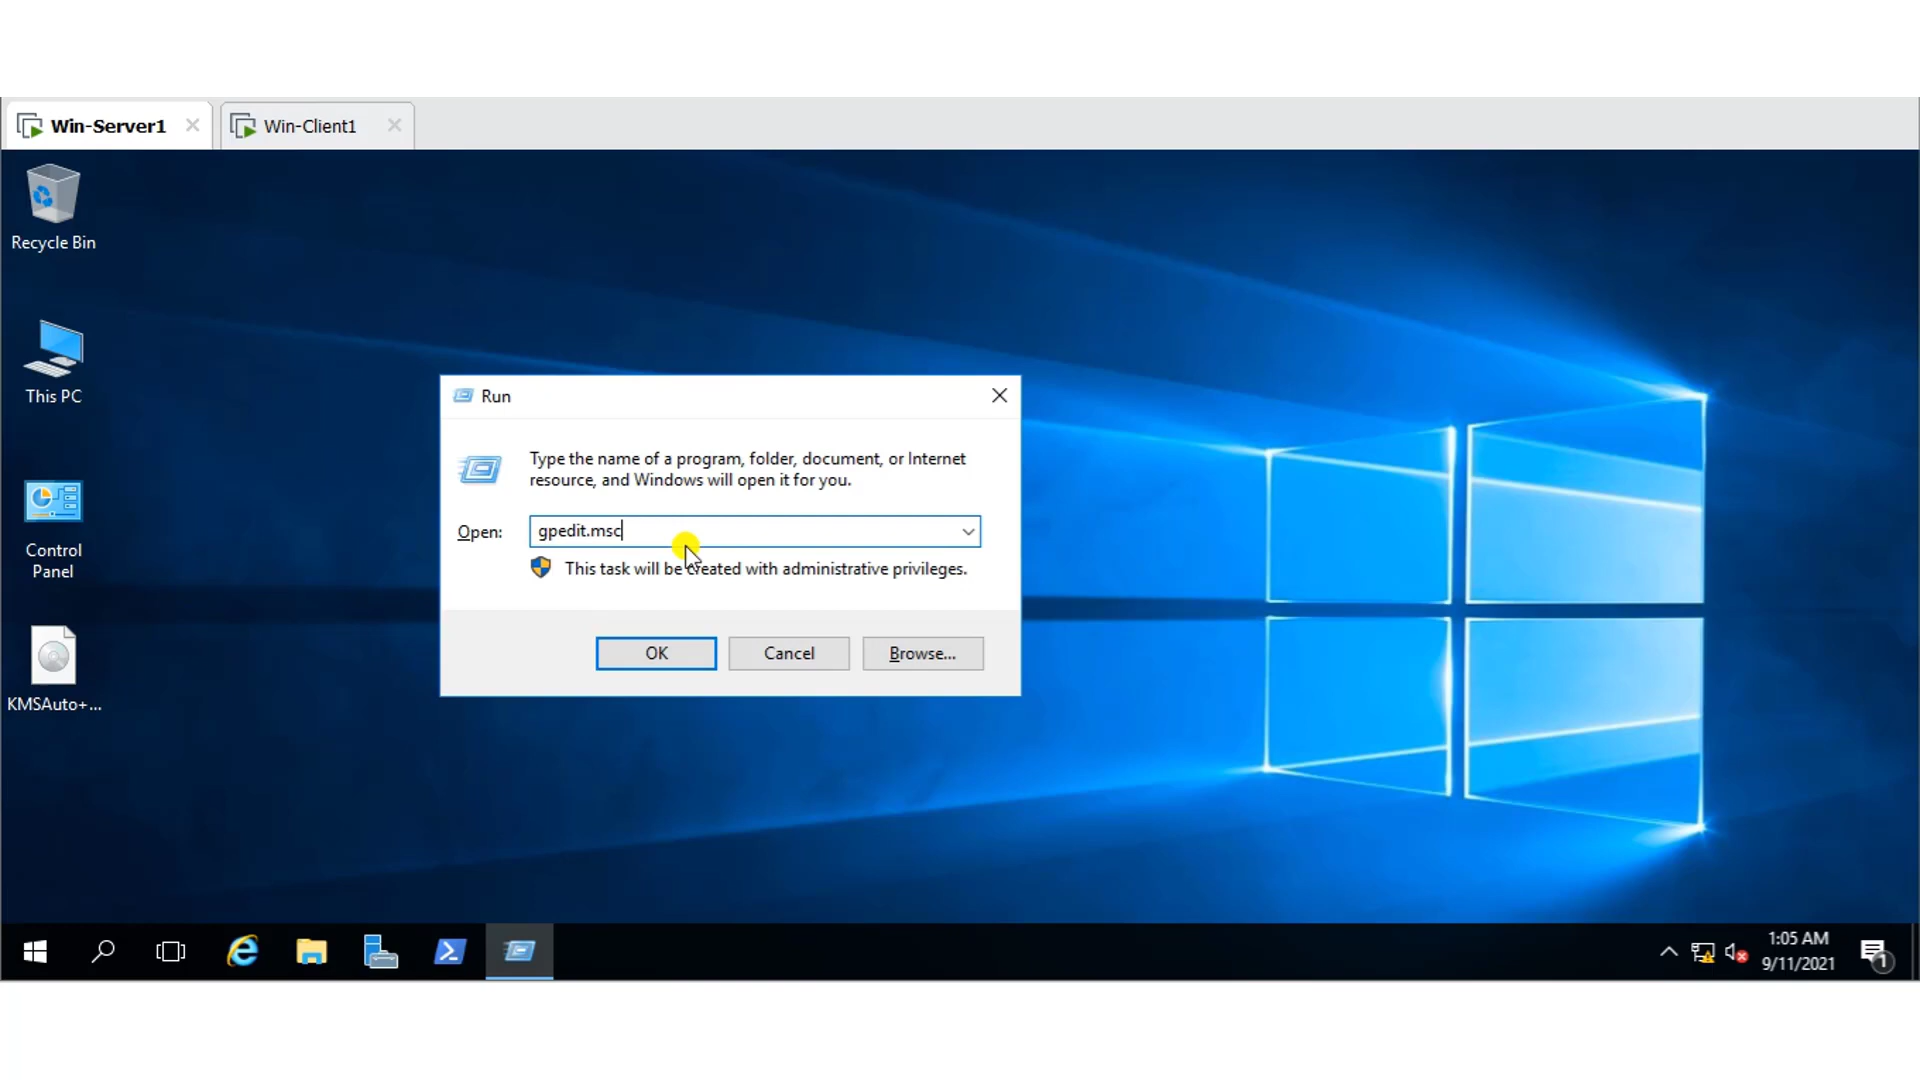 Win-Server1
Win-Client1
Recycle Bin
This PC
Control
Panel
KMSAuto+...
Run
Type the name of a program, folder, document, or Internet
resource, and Windows will open it for you.
Open: gpedit.msc
This task will be created with administrative privileges.
OK Cancel Browse...
1:05 AM
9/11/2021
1